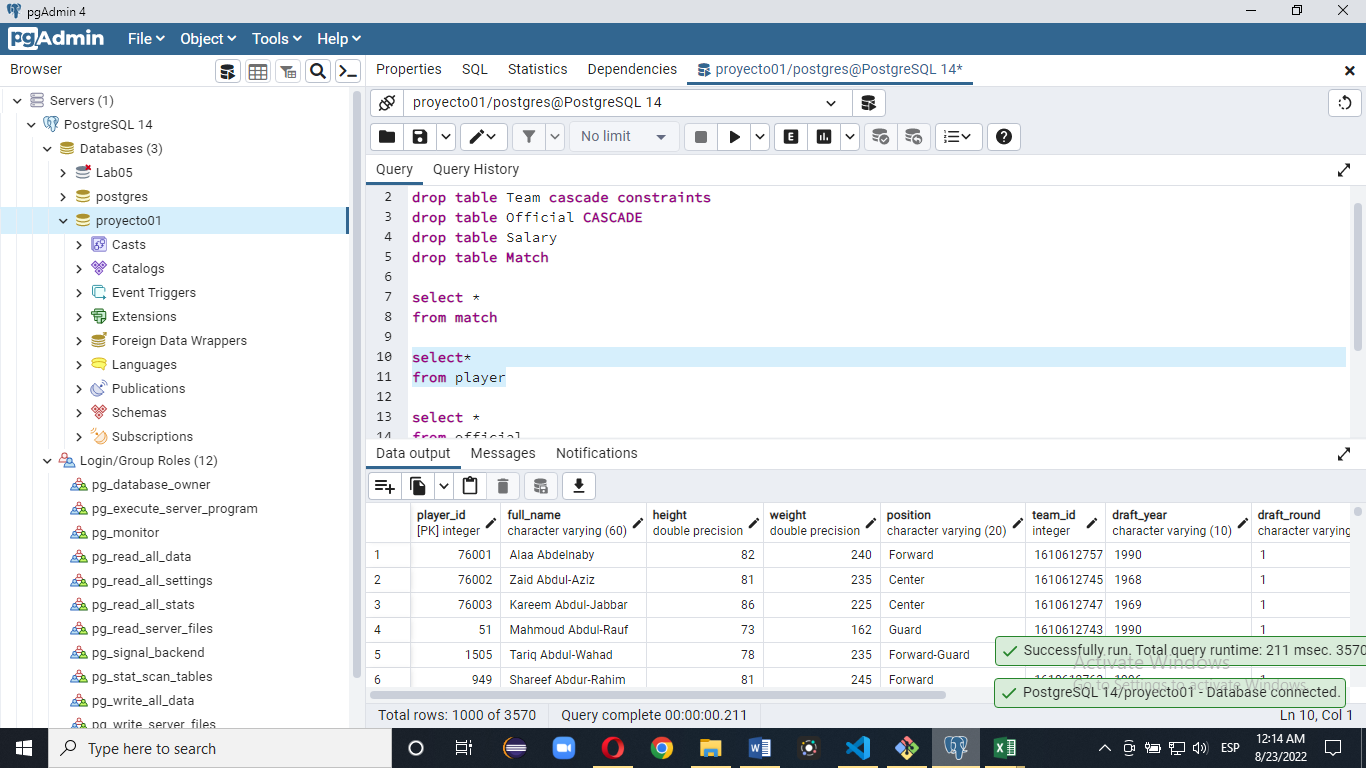 pgAdmin 4
pgAdmin File Object Tools Help
Browser
Properties SQL Statistics Dependencies proyecto01/postgres@PostgreSQL 14*
Servers (1)
PostgreSQL 14
Databases (3)
Lab05
postgres
proyecto01
Casts
Catalogs
Event Triggers
Extensions
Foreign Data Wrappers
Languages
Publications
Schemas
Subscriptions
Login/Group Roles (12)
pg_database_owner
pg_execute_server_program
pg_monitor
pg_read_all_data
pg_read_all_settings
pg_read_all_stats
pg_read_server_files
pg_signal_backend
pg_stat_scan_tables
pg_write_all_data
pg_write_server_files
proyecto01/postgres@PostgreSQL 14
No limit E
Query Query History
2 drop table Team cascade constraints
3 drop table Official CASCADE
4 drop table Salary
5 drop table Match
6
7 select *
8 from match
9
10 select*
11 from player
12
13 select *
14 from official
Data output Messages Notifications
player_id full_name height weight position team_id draft_year draft_round
[PK] integer character varying (60) double precision double precision character varying (20) integer character varying (10) character varying
1 76001 Alaa Abdelnaby 82 240 Forward 1610612757 1990 1
2 76002 Zaid Abdul-Aziz 81 235 Center 1610612745 1968 1
3 76003 Kareem Abdul-Jabbar 86 225 Center 1610612747 1969 1
4 51 Mahmoud Abdul-Rauf 73 162 Guard 1610612743 1990 1
5 1505 Tariq Abdul-Wahad 78 235 Forward-Guard
6 949 Shareef Abdur-Rahim 81 245 Forward
Successfully run. Total query runtime: 211 msec. 3570
Activate Windows
Go to Settings to activate Windows.
PostgreSQL 14/proyecto01 - Database connected.
Total rows: 1000 of 3570 Query complete 00:00:00.211 Ln 10, Col 1
Type here to search
ESP
12:14 AM
8/23/2022